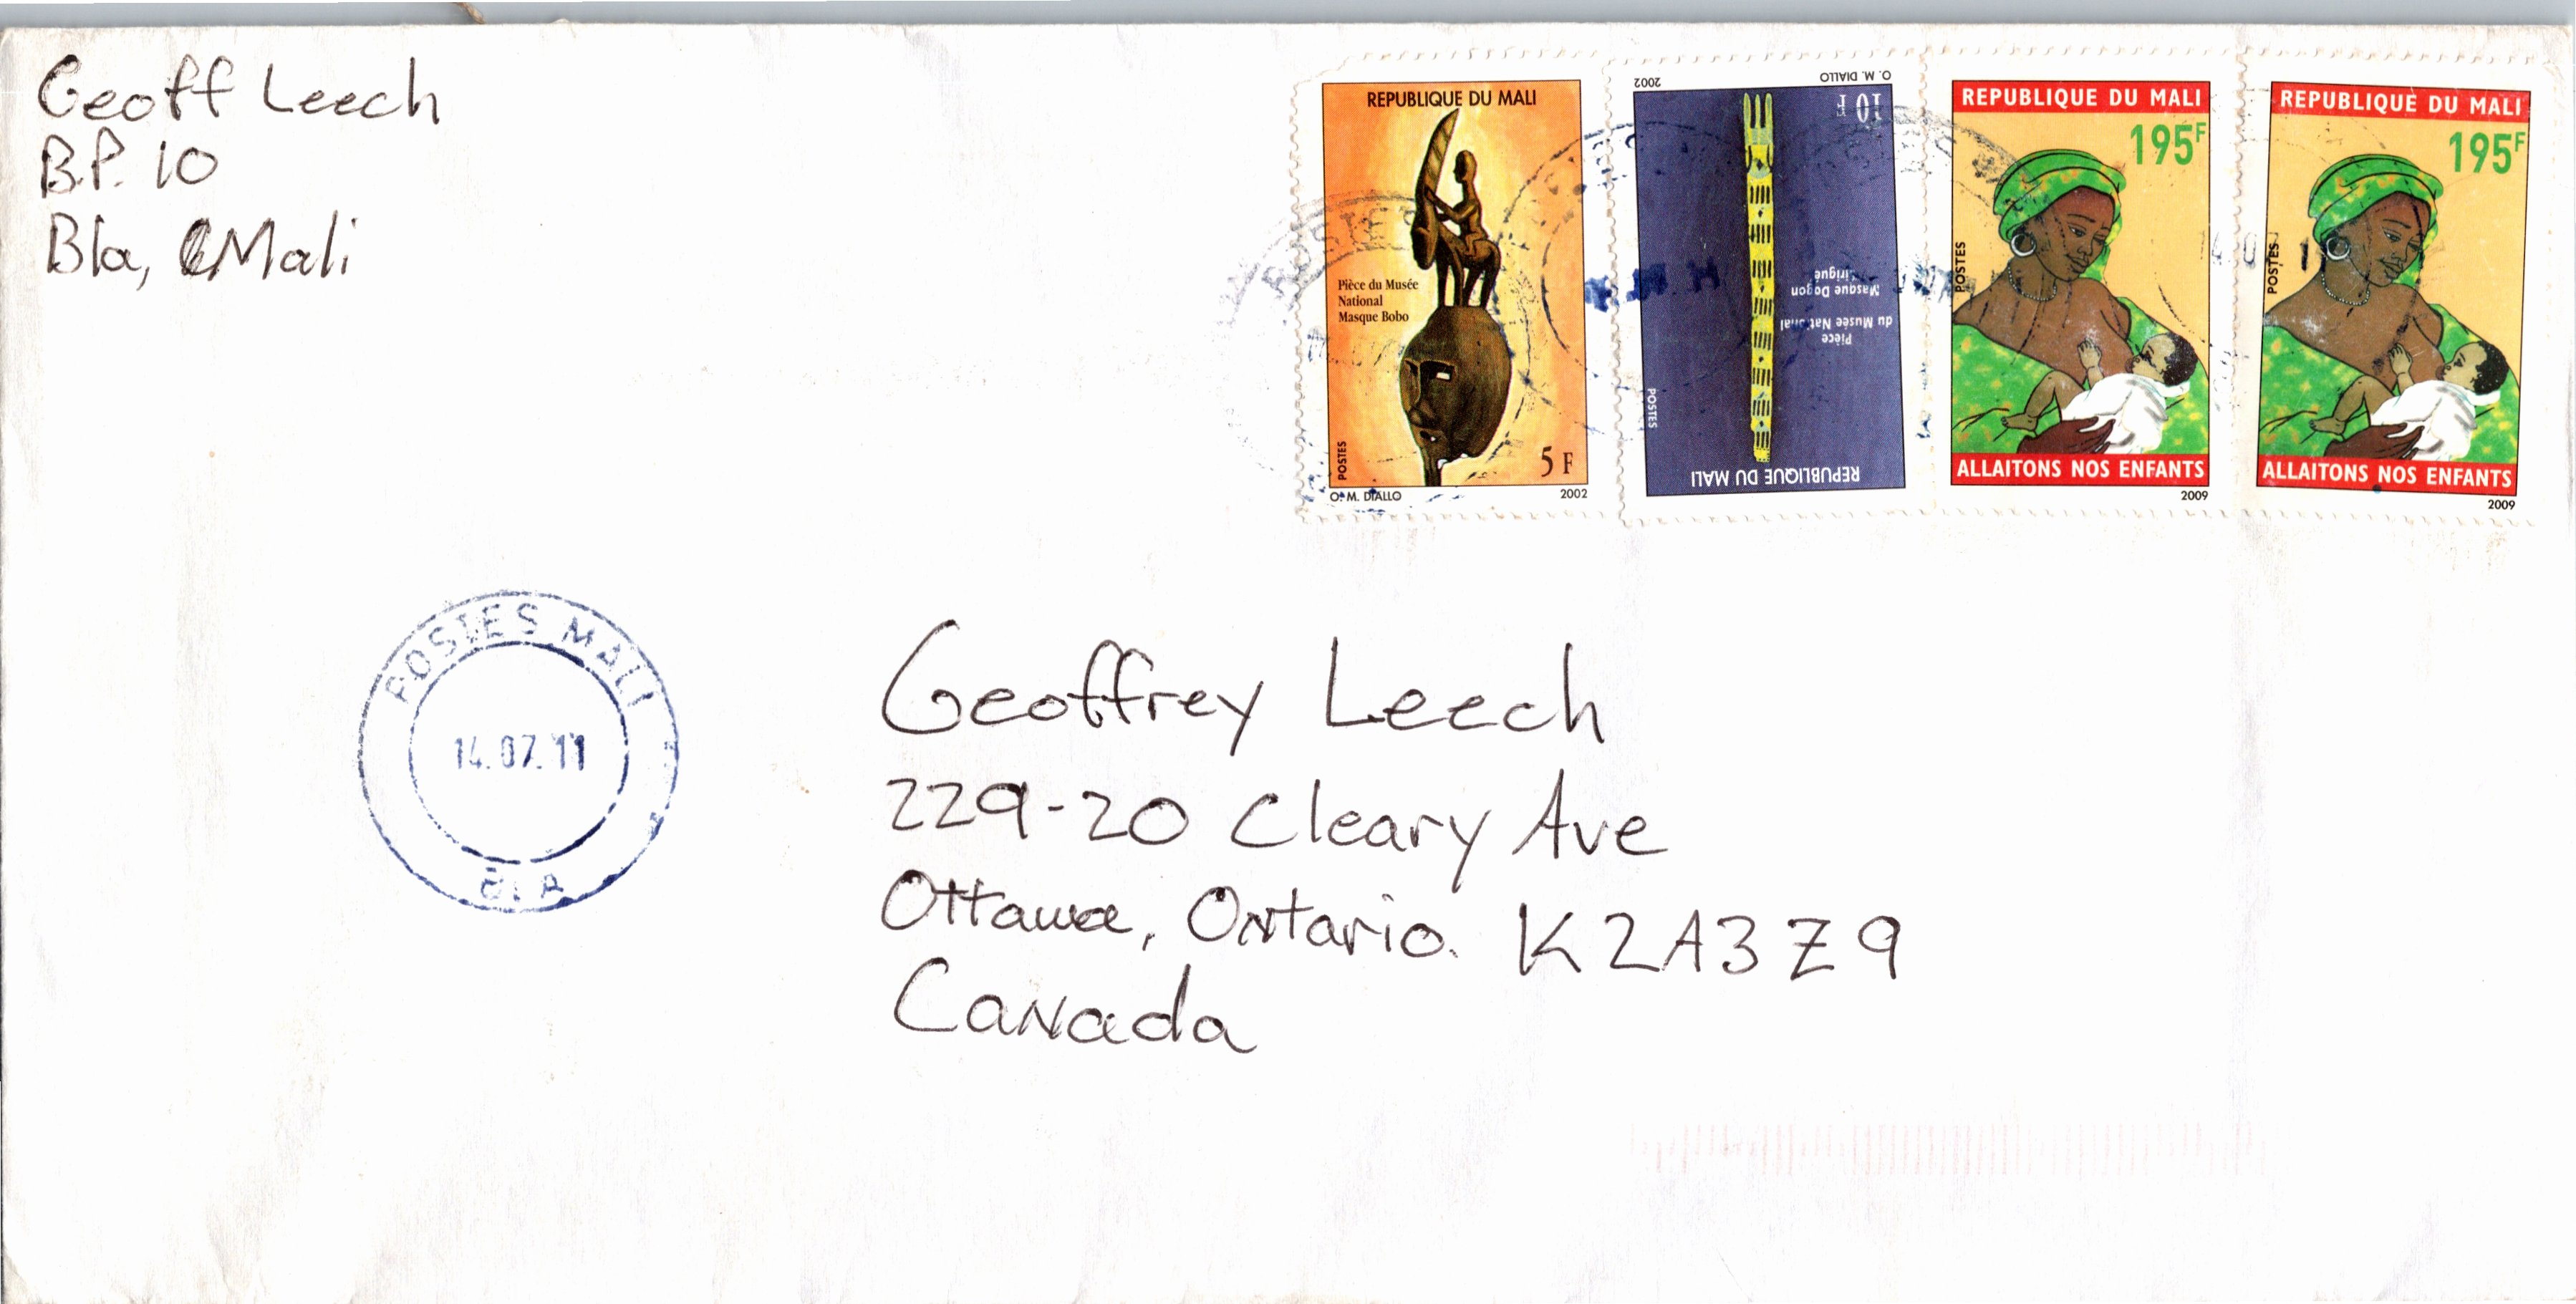 Geoff Leech
B.P. 10
Bla, Mali
REPUBLIQUE DU MALI
Pièce du Musée
National
Masque Bobo
POSTES
5 F
O. M. DIALLO 2002
REPUBLIQUE DU MALI
POSTES
Pièce
du Musée National
Masque Dogon
10 F
O. M. DIALLO 2002
REPUBLIQUE DU MALI
195F
POSTES
ALLAITONS NOS ENFANTS
2009
REPUBLIQUE DU MALI
195F
POSTES
ALLAITONS NOS ENFANTS
2009
POSTES
POSTES MALI
14.07.11
BLA
Geoffrey Leech
229-20 Cleary Ave
Ottawa, Ontario. K2A3Z9
Canada